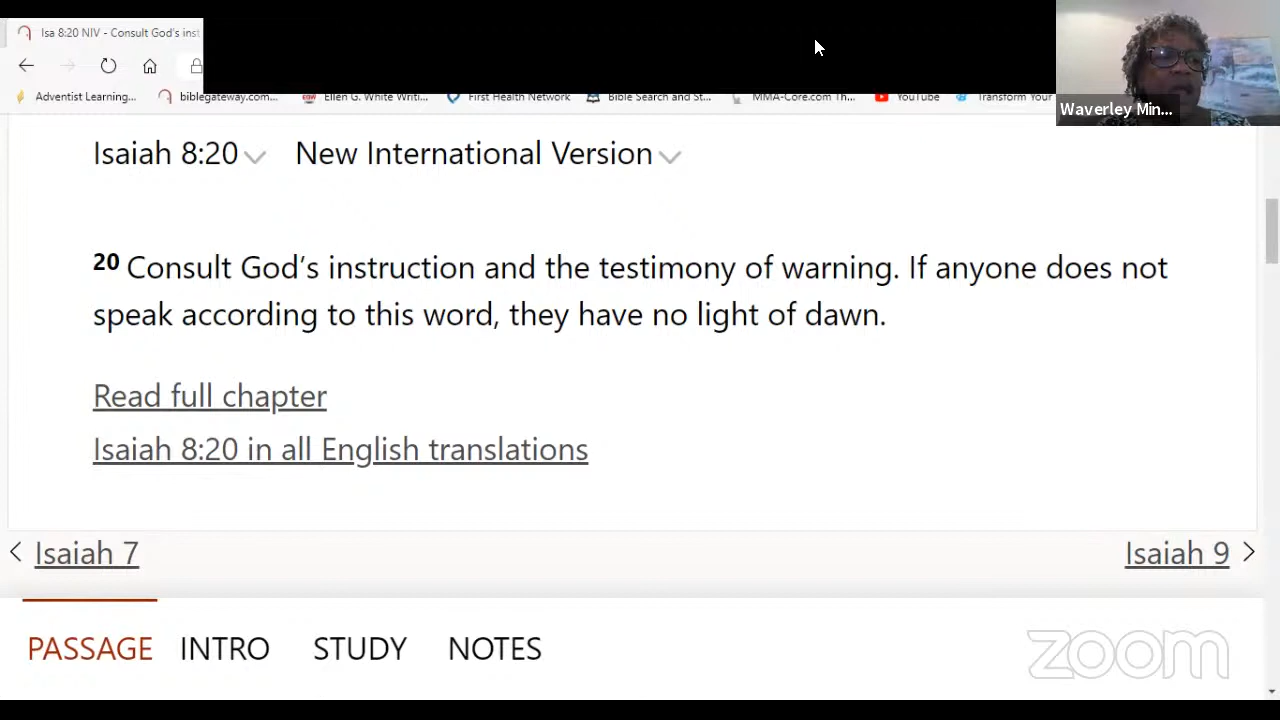 Isa 8:20 NIV - Consult God's inst
Adventist Learning... biblegateway.com... Ellen G. White Writi... First Health Network Bible Search and St... MMA-Core.com Th... YouTube Transform Your
Waverley Min...
Isaiah 8:20 New International Version
20 Consult God’s instruction and the testimony of warning. If anyone does not
speak according to this word, they have no light of dawn.
Read full chapter
Isaiah 8:20 in all English translations
Isaiah 7 Isaiah 9
PASSAGE INTRO STUDY NOTES
zoom